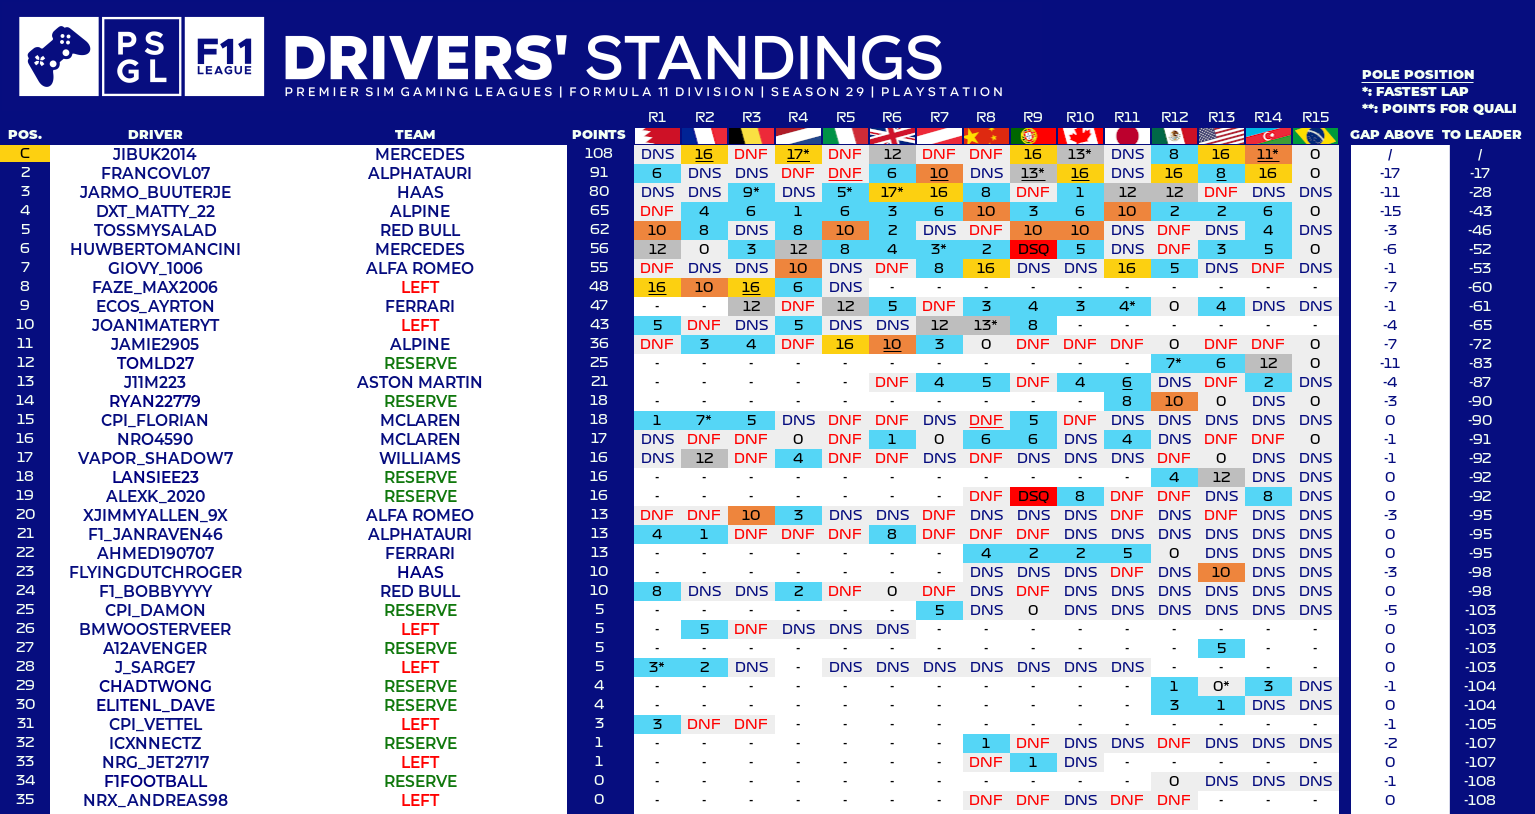 PS
GL
F11
LEAGUE
DRIVERS' STANDINGS
PREMIER SIM GAMING LEAGUES | FORMULA 11 DIVISION | SEASON 29 | PLAYSTATION
POLE POSITION
*: FASTEST LAP
**: POINTS FOR QUALI
R1 R2 R3 R4 R5 R6 R7 R8 R9 R10 R11 R12 R13 R14 R15
POS. DRIVER TEAM POINTS GAP ABOVE TO LEADER
C JIBUK2014 MERCEDES 108 DNS 16 DNF 17* DNF 12 DNF DNF 16 13* DNS 8 16 11* 0 / /
2 FRANCOVL07 ALPHATAURI 91 6 DNS DNS DNF DNF 6 10 DNS 13* 16 DNS 16 8 16 0 -17 -17
3 JARMO_BUUTERJE HAAS 80 DNS DNS 9* DNS 5* 17* 16 8 DNF 1 12 12 DNF DNS DNS -11 -28
4 DXT_MATTY_22 ALPINE 65 DNF 4 6 1 6 3 6 10 3 6 10 2 2 6 0 -15 -43
5 TOSSMYSALAD RED BULL 62 10 8 DNS 8 10 2 DNS DNF 10 10 DNS DNF DNS 4 DNS -3 -46
6 HUWBERTOMANCINI MERCEDES 56 12 0 3 12 8 4 3* 2 DSQ 5 DNS DNF 3 5 0 -6 -52
7 GIOVY_1006 ALFA ROMEO 55 DNF DNS DNS 10 DNS DNF 8 16 DNS DNS 16 5 DNS DNF DNS -1 -53
8 FAZE_MAX2006 LEFT 48 16 10 16 6 DNS - - - - - - - - - - -7 -60
9 ECOS_AYRTON FERRARI 47 - - 12 DNF 12 5 DNF 3 4 3 4* 0 4 DNS DNS -1 -61
10 JOAN1MATERYT LEFT 43 5 DNF DNS 5 DNS DNS 12 13* 8 - - - - - - -4 -65
11 JAMIE2905 ALPINE 36 DNF 3 4 DNF 16 10 3 0 DNF DNF DNF 0 DNF DNF 0 -7 -72
12 TOMLD27 RESERVE 25 - - - - - - - - - - - 7* 6 12 0 -11 -83
13 J11M223 ASTON MARTIN 21 - - - - - DNF 4 5 DNF 4 6 DNS DNF 2 DNS -4 -87
14 RYAN22779 RESERVE 18 - - - - - - - - - - 8 10 0 DNS 0 -3 -90
15 CPI_FLORIAN MCLAREN 18 1 7* 5 DNS DNF DNF DNS DNF 5 DNF DNS DNS DNS DNS DNS 0 -90
16 NRO4590 MCLAREN 17 DNS DNF DNF 0 DNF 1 0 6 6 DNS 4 DNS DNF DNF 0 -1 -91
17 VAPOR_SHADOW7 WILLIAMS 16 DNS 12 DNF 4 DNF DNF DNS DNF DNS DNS DNS DNF 0 DNS DNS -1 -92
18 LANSIEE23 RESERVE 16 - - - - - - - - - - - 4 12 DNS DNS 0 -92
19 ALEXK_2020 RESERVE 16 - - - - - - - DNF DSQ 8 DNF DNF DNS 8 DNS 0 -92
20 XJIMMYALLEN_9X ALFA ROMEO 13 DNF DNF 10 3 DNS DNS DNF DNS DNS DNS DNF DNS DNF DNS DNS -3 -95
21 F1_JANRAVEN46 ALPHATAURI 13 4 1 DNF DNF DNF 8 DNF DNF DNF DNS DNS DNS DNS DNS DNS 0 -95
22 AHMED190707 FERRARI 13 - - - - - - - 4 2 2 5 0 DNS DNS DNS 0 -95
23 FLYINGDUTCHROGER HAAS 10 - - - - - - - DNS DNS DNS DNF DNS 10 DNS DNS -3 -98
24 F1_BOBBYYYY RED BULL 10 8 DNS DNS 2 DNF 0 DNF DNS DNF DNS DNS DNS DNS DNS DNS 0 -98
25 CPI_DAMON RESERVE 5 - - - - - - 5 DNS 0 DNS DNS DNS DNS DNS DNS -5 -103
26 BMWOOSTERVEER LEFT 5 - 5 DNF DNS DNS DNS - - - - - - - - - 0 -103
27 A12AVENGER RESERVE 5 - - - - - - - - - - - - 5 - - 0 -103
28 J_SARGE7 LEFT 5 3* 2 DNS - DNS DNS DNS DNS DNS DNS DNS - - - - 0 -103
29 CHADTWONG RESERVE 4 - - - - - - - - - - - 1 0* 3 DNS -1 -104
30 ELITENL_DAVE RESERVE 4 - - - - - - - - - - - 3 1 DNS DNS 0 -104
31 CPI_VETTEL LEFT 3 3 DNF DNF - - - - - - - - - - - - -1 -105
32 ICXNNECTZ RESERVE 1 - - - - - - - 1 DNF DNS DNS DNF DNS DNS DNS -2 -107
33 NRG_JET2717 LEFT 1 - - - - - - - DNF 1 DNS - - - - - 0 -107
34 F1FOOTBALL RESERVE 0 - - - - - - - - - - - 0 DNS DNS DNS -1 -108
35 NRX_ANDREAS98 LEFT 0 - - - - - - - DNF DNF DNS DNF DNF - - - 0 -108